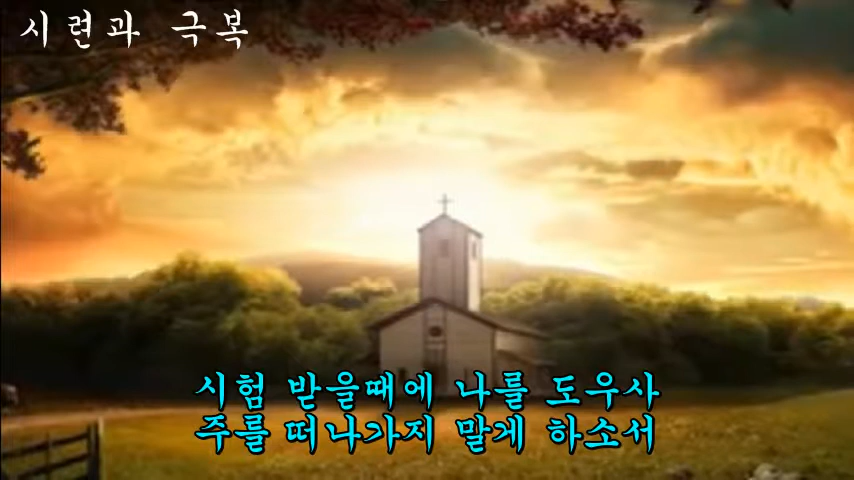 시련과 극복
시험 받을때에 나를 도우사
주를 떠나가지 말게 하소서